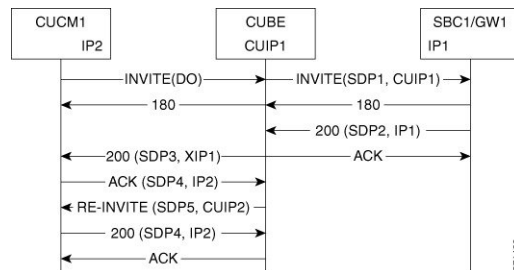 CUCM1
IP2
CUBE
CUIP1
SBC1/GW1
IP1
INVITE(DO)
INVITE(SDP1, CUIP1)
180
180
200 (SDP2, IP1)
200 (SDP3, XIP1)
ACK
ACK (SDP4, IP2)
RE-INVITE (SDP5, CUIP2)
200 (SDP4, IP2)
ACK